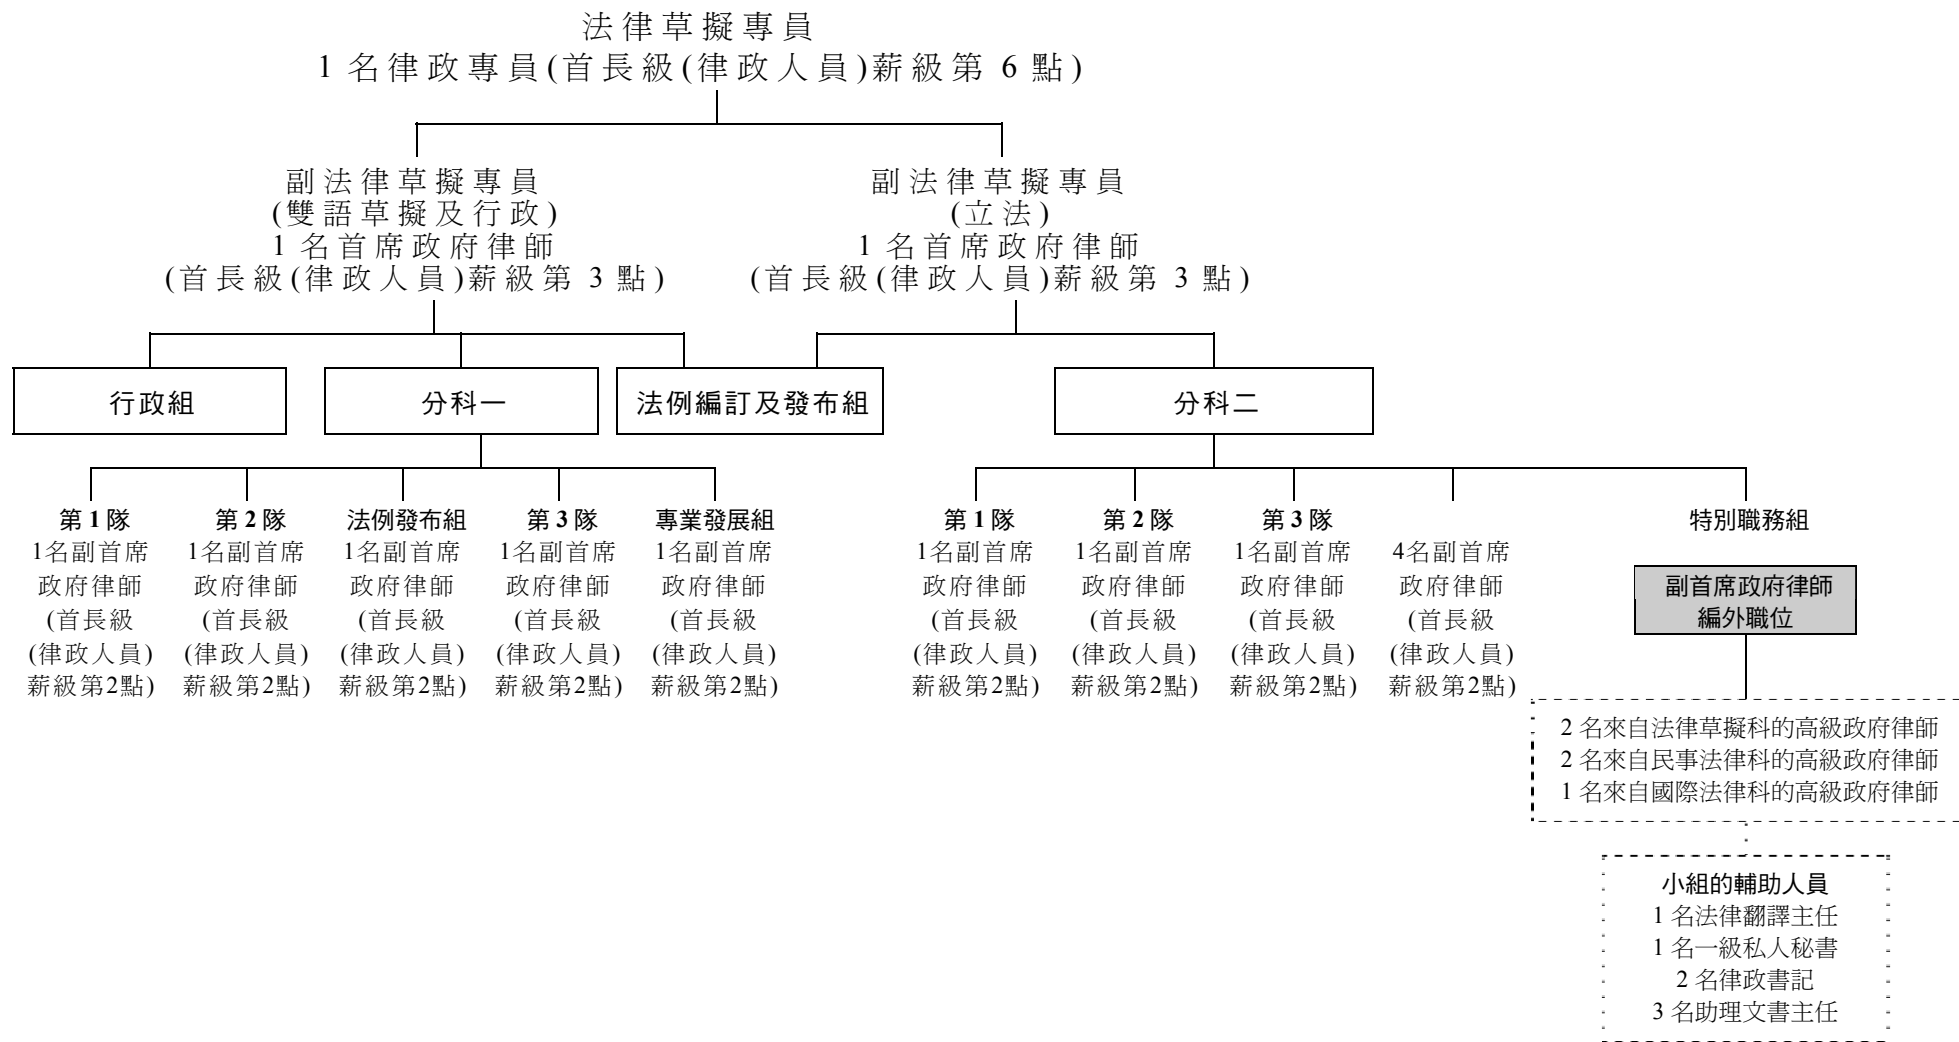 法律草擬專員
1 名律政專員(首長級(律政人員)薪級第 6 點)
副法律草擬專員
(雙語草擬及行政)
1 名首席政府律師
(首長級(律政人員)薪級第 3 點)
副法律草擬專員
(立法)
1 名首席政府律師
(首長級(律政人員)薪級第 3 點)
行政組
分科一
法例編訂及發布組
分科二
第1隊
1名副首席
政府律師
(首長級
(律政人員)
薪級第2點)
第2隊
1名副首席
政府律師
(首長級
(律政人員)
薪級第2點)
法例發布組
1名副首席
政府律師
(首長級
(律政人員)
薪級第2點)
第3隊
1名副首席
政府律師
(首長級
(律政人員)
薪級第2點)
專業發展組
1名副首席
政府律師
(首長級
(律政人員)
薪級第2點)
第1隊
1名副首席
政府律師
(首長級
(律政人員)
薪級第2點)
第2隊
1名副首席
政府律師
(首長級
(律政人員)
薪級第2點)
第3隊
1名副首席
政府律師
(首長級
(律政人員)
薪級第2點)
4名副首席
政府律師
(首長級
(律政人員)
薪級第2點)
特別職務組
副首席政府律師
編外職位
2 名來自法律草擬科的高級政府律師
2 名來自民事法律科的高級政府律師
1 名來自國際法律科的高級政府律師
小組的輔助人員
1 名法律翻譯主任
1 名一級私人秘書
2 名律政書記
3 名助理文書主任